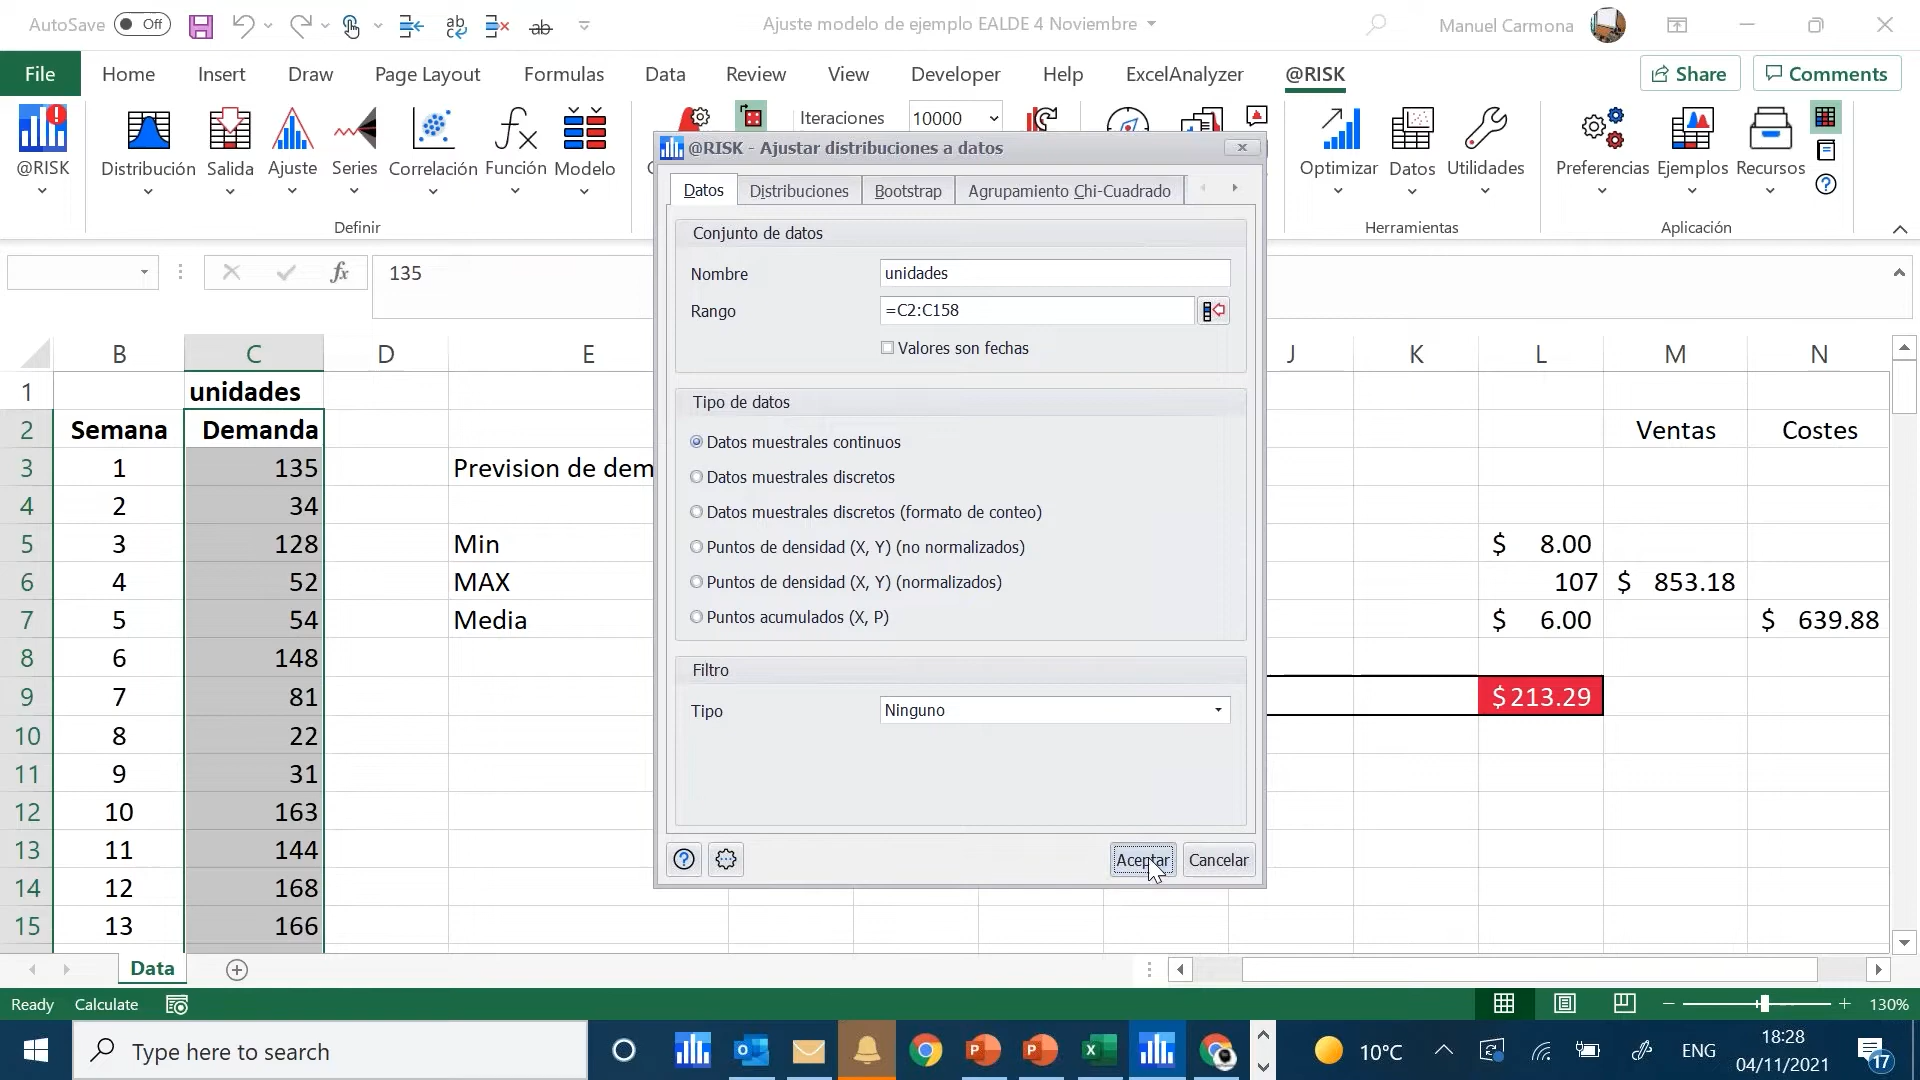 AutoSave Off
Ajuste modelo de ejemplo EALDE 4 Noviembre
Manuel Carmona
File Home Insert Draw Page Layout Formulas Data Review View Developer Help ExcelAnalyzer @RISK Share Comments
Iteraciones 10000
@RISK Distribución Salida Ajuste Series Correlación Función Modelo
Optimizar Datos Utilidades Preferencias Ejemplos Recursos
Definir
Herramientas
Aplicación
@RISK - Ajustar distribuciones a datos
Datos Distribuciones Bootstrap Agrupamiento Chi-Cuadrado
Conjunto de datos
Nombre unidades
Rango =C2:C158
Valores son fechas
Tipo de datos
Datos muestrales continuos
Datos muestrales discretos
Datos muestrales discretos (formato de conteo)
Puntos de densidad (X, Y) (no normalizados)
Puntos de densidad (X, Y) (normalizados)
Puntos acumulados (X, P)
Filtro
Tipo Ninguno
Aceptar Cancelar
fx 135
B C D E J K L M N
1 unidades
2 Semana Demanda Ventas Costes
3 1 135 Prevision de dem
4 2 34
5 3 128 Min $ 8.00
6 4 52 MAX 107 $ 853.18
7 5 54 Media $ 6.00 $ 639.88
8 6 148
9 7 81 $ 213.29
10 8 22
11 9 31
12 10 163
13 11 144
14 12 168
15 13 166
Data
Ready Calculate 130%
Type here to search
10°C ENG 18:28
04/11/2021 17